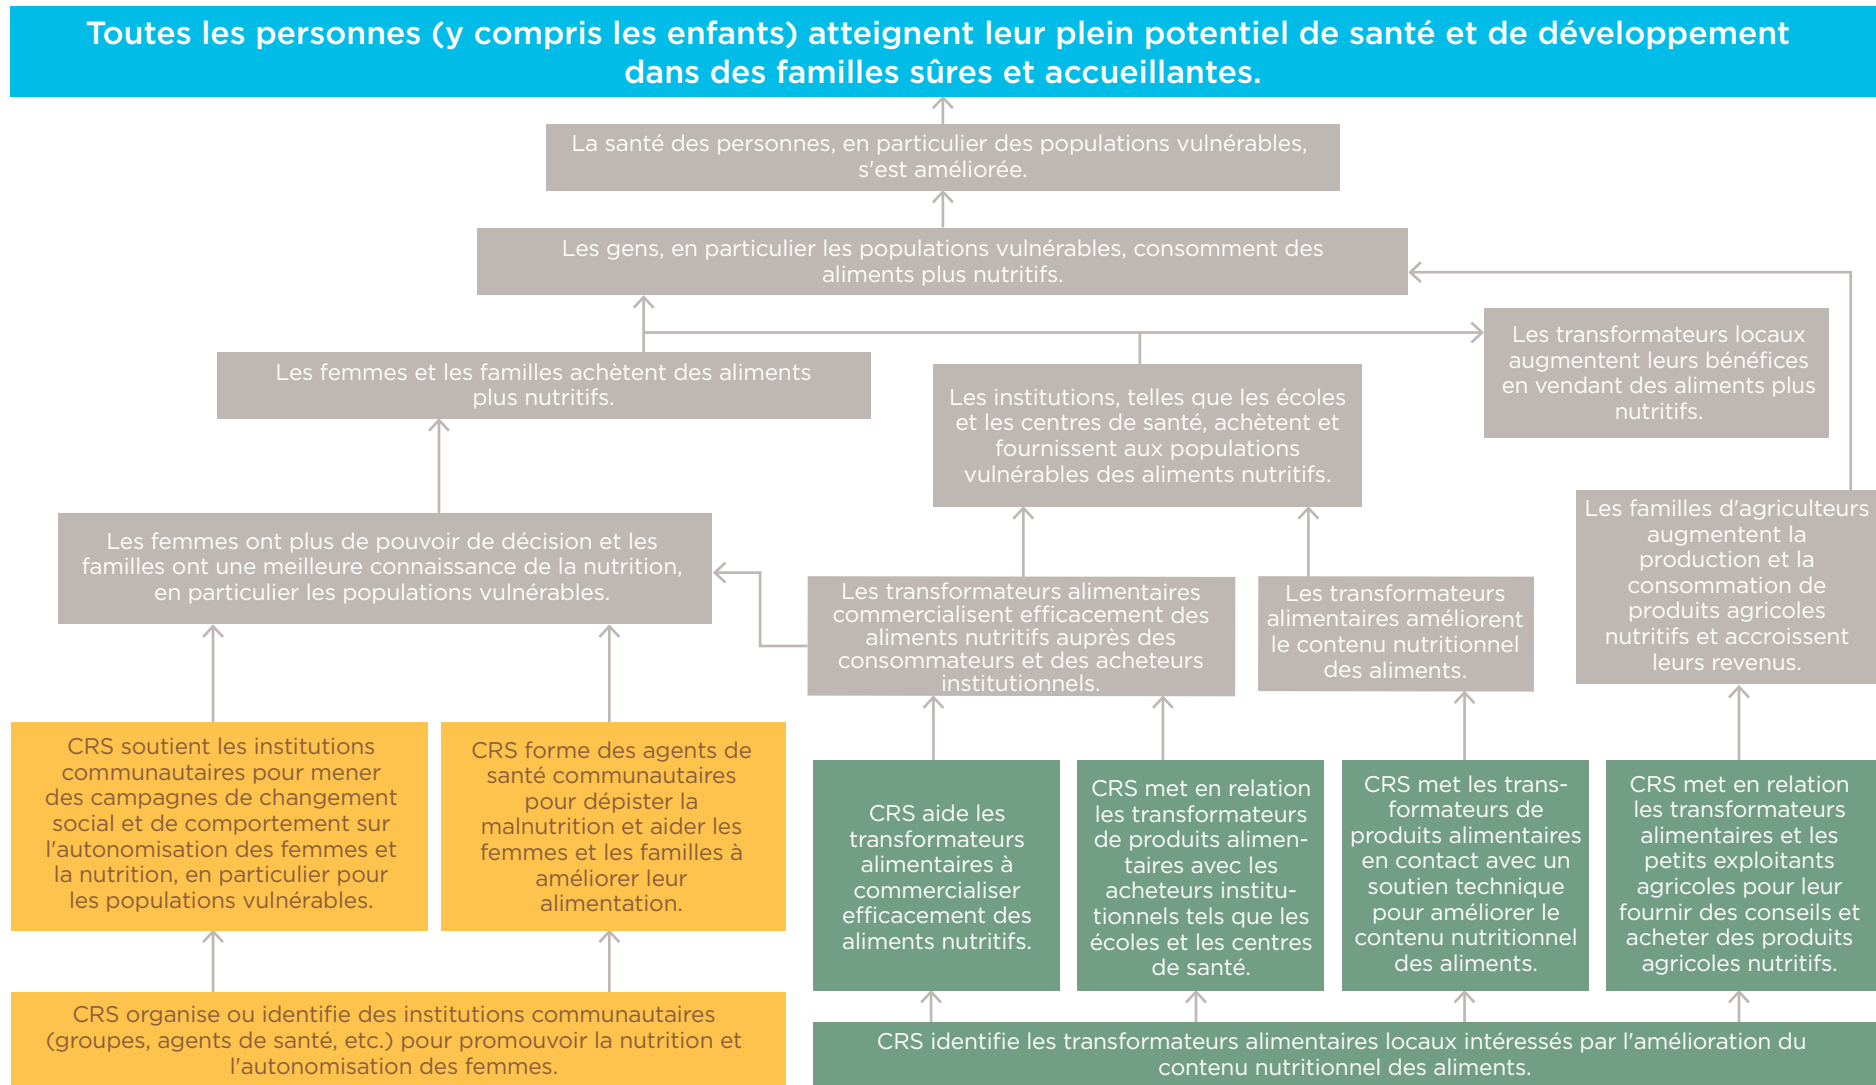 Toutes les personnes (y compris les enfants) atteignent leur plein potentiel de santé et de développement
dans des familles sûres et accueillantes.
La santé des personnes, en particulier des populations vulnérables,
s'est améliorée.
Les gens, en particulier les populations vulnérables, consomment des
aliments plus nutritifs.
Les transformateurs locaux
augmentent leurs bénéfices
en vendant des aliments plus
nutritifs.
Les femmes et les familles achètent des aliments
plus nutritifs.
Les institutions, telles que les écoles
et les centres de santé, achètent et
fournissent aux populations
vulnérables des aliments nutritifs.
Les familles d'agriculteurs
augmentent la
production et la
consommation de
produits agricoles
nutritifs et accroissent
leurs revenus.
Les femmes ont plus de pouvoir de décision et les
familles ont une meilleure connaissance de la nutrition,
en particulier les populations vulnérables.
Les transformateurs alimentaires
commercialisent efficacement des
aliments nutritifs auprès des
consommateurs et des acheteurs
institutionnels.
Les transformateurs
alimentaires améliorent
le contenu nutritionnel
des aliments.
CRS soutient les institutions
communautaires pour mener
des campagnes de changement
social et de comportement sur
l'autonomisation des femmes et
la nutrition, en particulier pour
les populations vulnérables.
CRS forme des agents de
santé communautaires
pour dépister la
malnutrition et aider les
femmes et les familles à
améliorer leur
alimentation.
CRS aide les
transformateurs
alimentaires à
commercialiser
efficacement des
aliments nutritifs.
CRS met en relation
les transformateurs
de produits alimen-
taires avec les
acheteurs institu-
tionnels tels que les
écoles et les centres
de santé.
CRS met les trans-
formateurs de
produits alimentaires
en contact avec un
soutien technique
pour améliorer le
contenu nutritionnel
des aliments.
CRS met en relation
les transformateurs
alimentaires et les
petits exploitants
agricoles pour leur
fournir des conseils et
acheter des produits
agricoles nutritifs.
CRS organise ou identifie des institutions communautaires
(groupes, agents de santé, etc.) pour promouvoir la nutrition et
l'autonomisation des femmes.
CRS identifie les transformateurs alimentaires locaux intéressés par l'amélioration du
contenu nutritionnel des aliments.